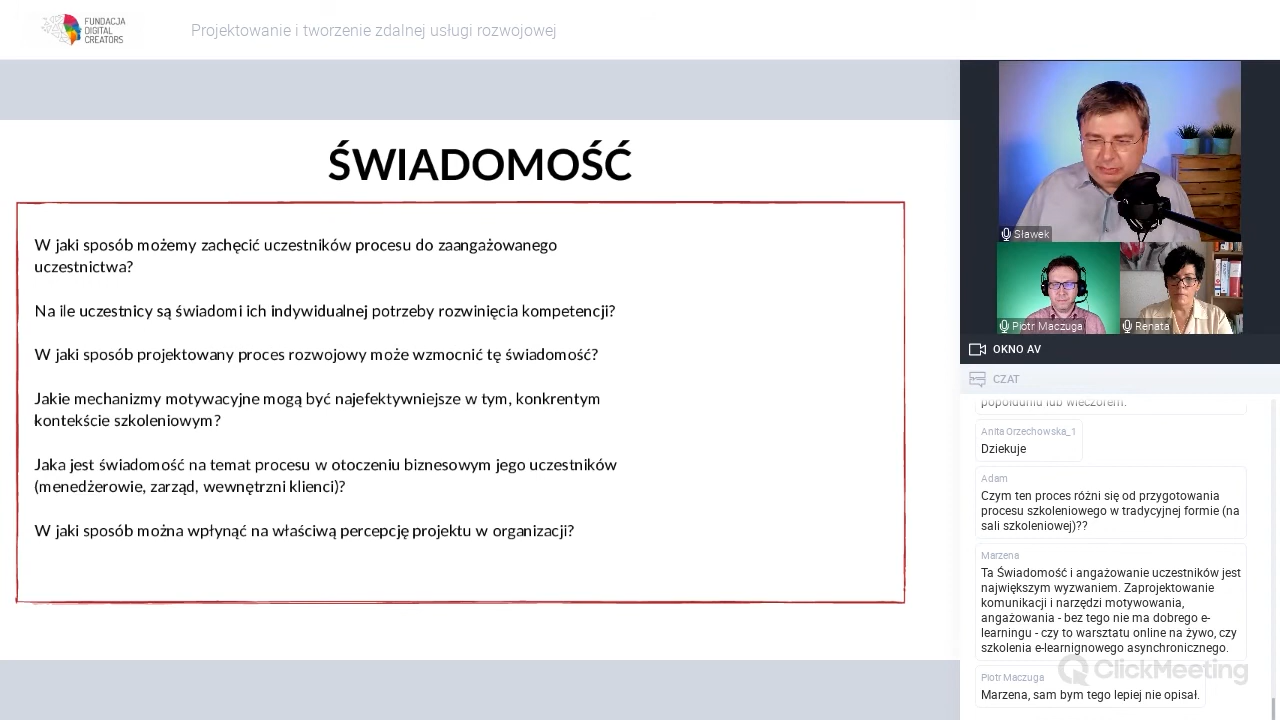 FUNDACJA
DIGITAL
CREATORS
Projektowanie i tworzenie zdalnej usługi rozwojowej
ŚWIADOMOŚĆ
W jaki sposób możemy zachęcić uczestników procesu do zaangażowanego
uczestnictwa?
Na ile uczestnicy są świadomi ich indywidualnej potrzeby rozwinięcia kompetencji?
W jaki sposób projektowany proces rozwojowy może wzmocnić tę świadomość?
Jakie mechanizmy motywacyjne mogą być najefektywniejsze w tym, konkrentym
kontekście szkoleniowym?
Jaka jest świadomość na temat procesu w otoczeniu biznesowym jego uczestników
(menedżerowie, zarząd, wewnętrzni klienci)?
W jaki sposób można wpłynąć na właściwą percepcję projektu w organizacji?
Sławek
Piotr Maczuga
Renata
OKNO AV
CZAT
popołudniu lub wieczorem.
Anita Orzechowska_1
Dziekuje
Adam
Czym ten proces różni się od przygotowania
procesu szkoleniowego w tradycyjnej formie (na
sali szkoleniowej)??
Marzena
Ta Świadomość i angażowanie uczestników jest
największym wyzwaniem. Zaprojektowanie
komunikacji i narzędzi motywowania,
angażowania - bez tego nie ma dobrego e-
learningu - czy to warsztatu online na żywo, czy
szkolenia e-learnignowego asynchronicznego.
ClickMeeting
Piotr Maczuga
Marzena, sam bym tego lepiej nie opisał.